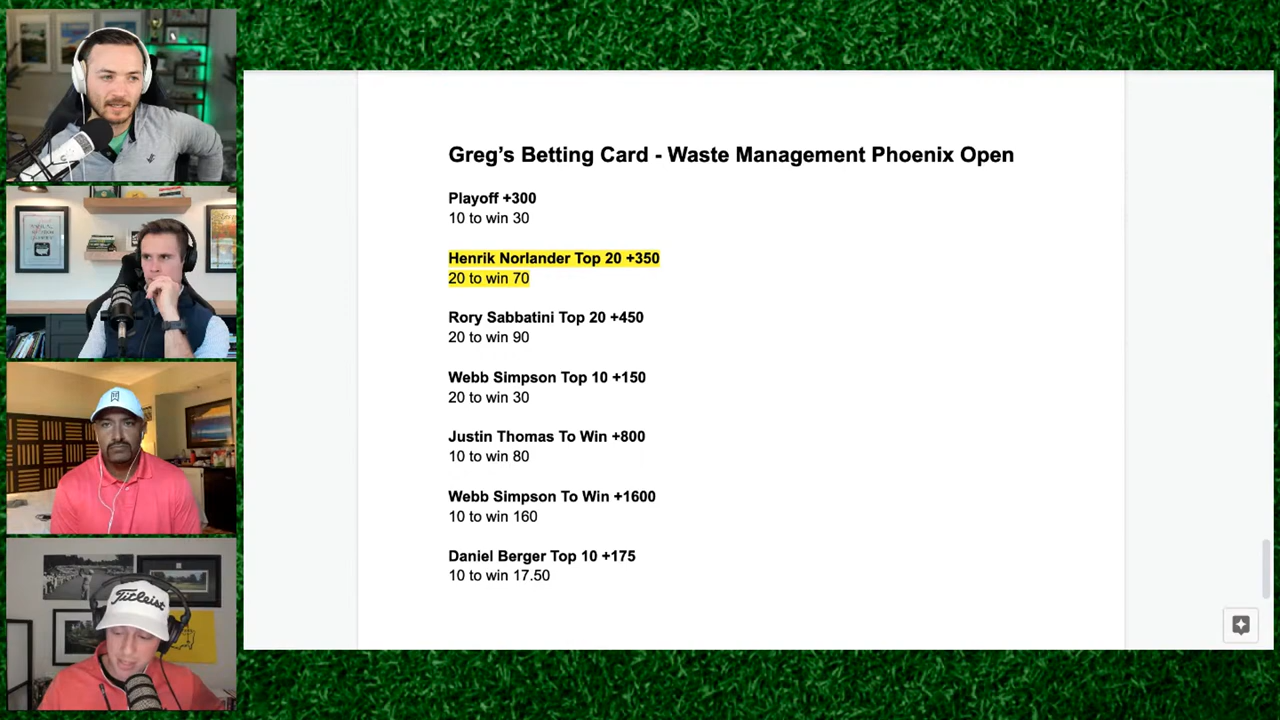 Greg’s Betting Card - Waste Management Phoenix Open
Playoff +300
10 to win 30
Henrik Norlander Top 20 +350
20 to win 70
Rory Sabbatini Top 20 +450
20 to win 90
Webb Simpson Top 10 +150
20 to win 30
Justin Thomas To Win +800
10 to win 80
Webb Simpson To Win +1600
10 to win 160
Daniel Berger Top 10 +175
10 to win 17.50
Titleist